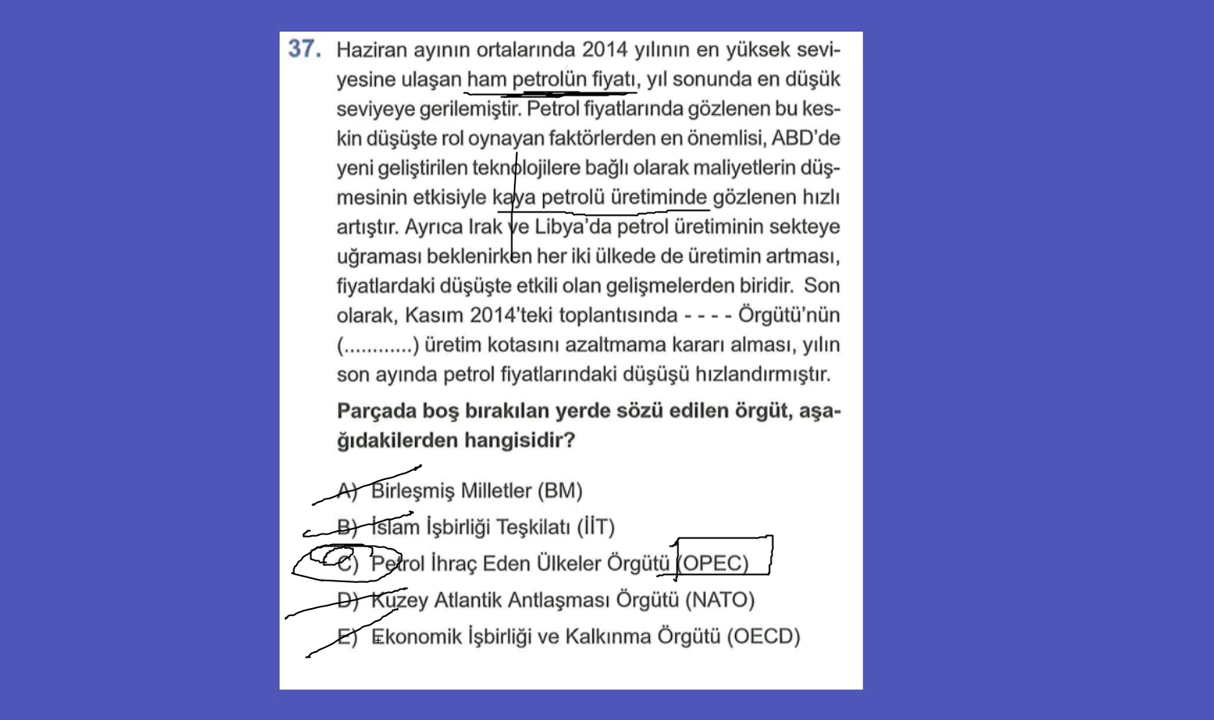 37. Haziran ayının ortalarında 2014 yılının en yüksek sevi-
yesine ulaşan ham petrolün fiyatı, yıl sonunda en düşük
seviyeye gerilemiştir. Petrol fiyatlarında gözlenen bu kes-
kin düşüşte rol oynayan faktörlerden en önemlisi, ABD’de
yeni geliştirilen teknolojilere bağlı olarak maliyetlerin düş-
mesinin etkisiyle kaya petrolü üretiminde gözlenen hızlı
artıştır. Ayrıca Irak ve Libya’da petrol üretiminin sekteye
uğraması beklenirken her iki ülkede de üretimin artması,
fiyatlardaki düşüşte etkili olan gelişmelerden biridir. Son
olarak, Kasım 2014’teki toplantısında - - - - Örgütü’nün
(............) üretim kotasını azaltmama kararı alması, yılın
son ayında petrol fiyatlarındaki düşüşü hızlandırmıştır.
Parçada boş bırakılan yerde sözü edilen örgüt, aşa-
ğıdakilerden hangisidir?
A) Birleşmiş Milletler (BM)
B) İslam İşbirliği Teşkilatı (İİT)
C) Petrol İhraç Eden Ülkeler Örgütü (OPEC)
D) Kuzey Atlantik Antlaşması Örgütü (NATO)
E) Ekonomik İşbirliği ve Kalkınma Örgütü (OECD)